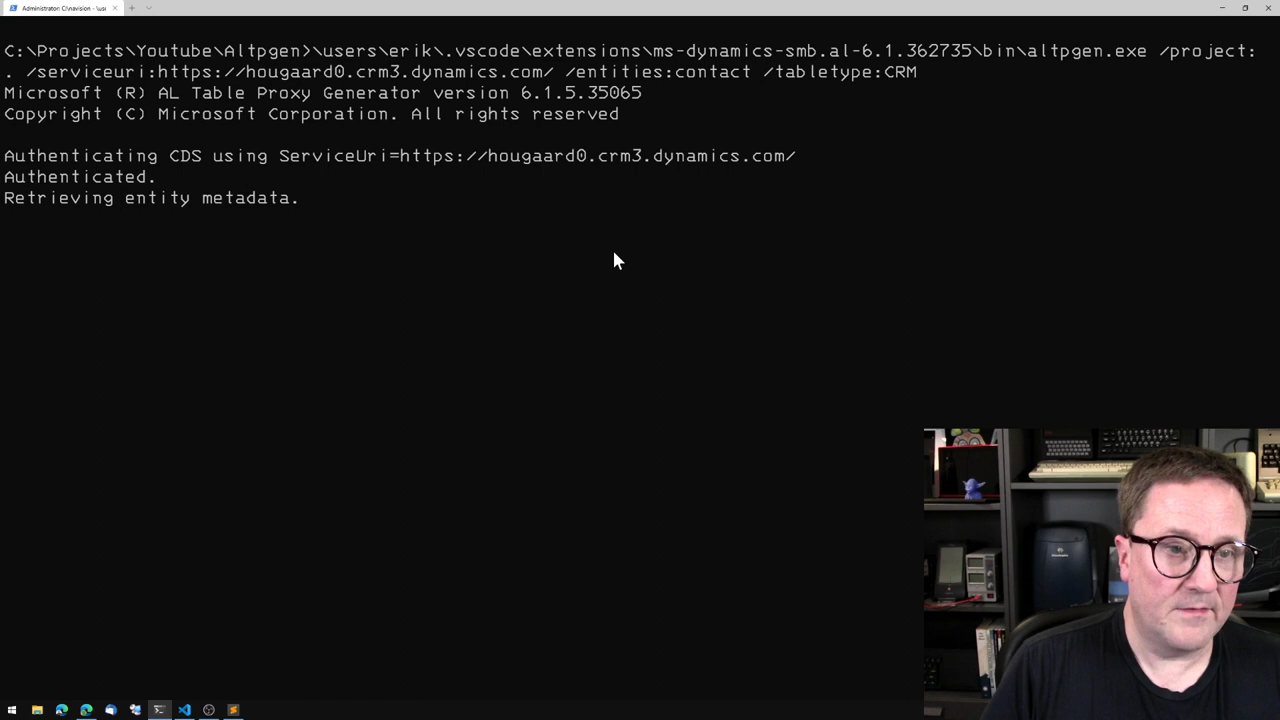 Administrator: C:\navision - \us
C:\Projects\Youtube\Altpgen>\users\erik\.vscode\extensions\ms-dynamics-smb.al-6.1.362735\bin\altpgen.exe /project:
. /serviceuri:https://hougaard0.crm3.dynamics.com/ /entities:contact /tabletype:CRM
Microsoft (R) AL Table Proxy Generator version 6.1.5.35065
Copyright (C) Microsoft Corporation. All rights reserved
Authenticating CDS using ServiceUri=https://hougaard0.crm3.dynamics.com/
Authenticated.
Retrieving entity metadata.